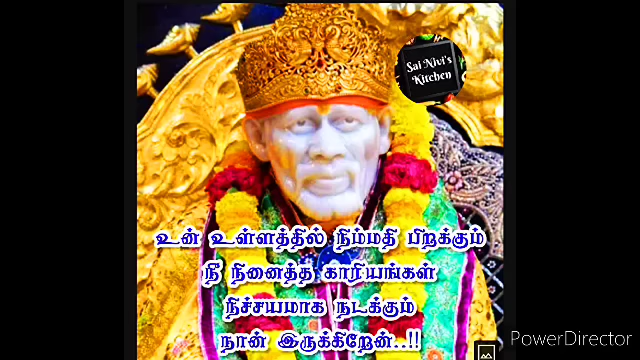 Sai Nivi's
Kitchen
உன் உள்ளத்தில் நிம்மதி பிறக்கும்
நீ நினைத்த காரியங்கள்
நிச்சயமாக நடக்கும்
நான் இருக்கிறேன்..!!
PowerDirector